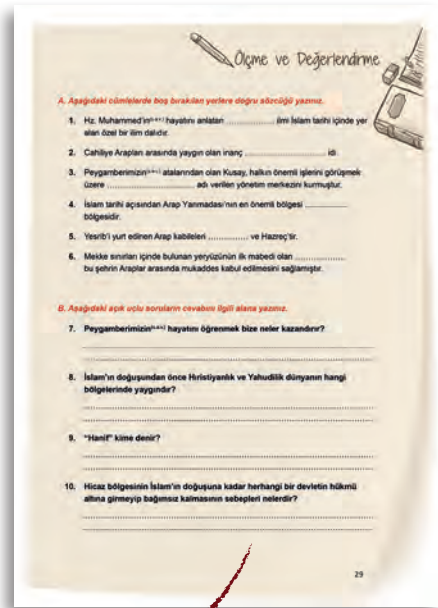 Ölçme ve Değerlendirme
A. Aşağıdaki cümlelerde boş bırakılan yerlere doğru sözcüğü yazınız.
1. Hz. Muhammed'in(s.a.v.) hayatını anlatan .................. ilmi İslam tarihi içinde yer
alan özel bir ilim dalıdır.
2. Cahiliye Arapları arasında yaygın olan inanç .................. idi.
3. Peygamberimizin(s.a.v.) atalarından olan Kusay, halkın önemli işlerini görüşmek
üzere .................. adı verilen yönetim merkezini kurmuştur.
4. İslam tarihi açısından Arap Yarımadası'nın en önemli bölgesi ............
bölgesidir.
5. Yesrib'i yurt edinen Arap kabileleri ............ ve Hazreç'tir.
6. Mekke sınırları içinde bulunan yeryüzünün ilk mabedi olan ..............
bu şehrin Araplar arasında mukaddes kabul edilmesini sağlamıştır.
B. Aşağıdaki açık uçlu soruların cevabını ilgili alana yazınız.
7. Peygamberimizin(s.a.v.) hayatını öğrenmek bize neler kazandırır?
8. İslam'ın doğuşundan önce Hıristiyanlık ve Yahudilik dünyanın hangi
bölgelerinde yaygındır?
9. "Hanif" kime denir?
10. Hicaz bölgesinin İslam'ın doğuşuna kadar herhangi bir devletin hükmü
altına girmeyip bağımsız kalmasının sebepleri nelerdir?
29